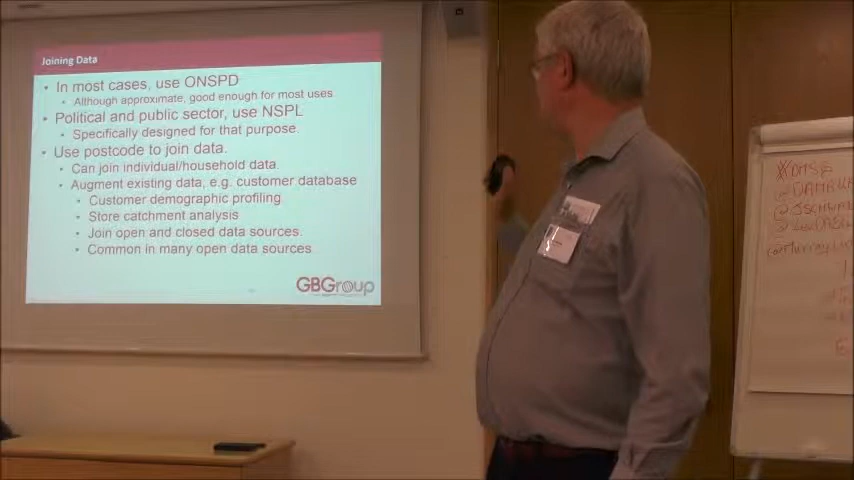 Joining Data
• In most cases, use ONSPD
• Although approximate, good enough for most uses.
• Political and public sector, use NSPL
• Specifically designed for that purpose.
• Use postcode to join data.
• Can join individual/household data.
• Augment existing data, e.g. customer database
• Customer demographic profiling
• Store catchment analysis
• Join open and closed data sources.
• Common in many open data sources.
GBGroup